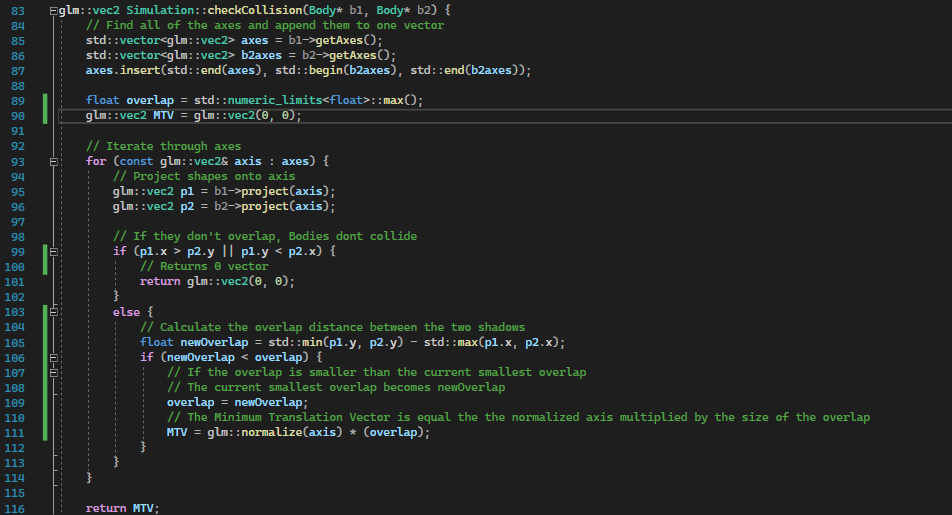 83 glm::vec2 Simulation::checkCollision(Body* b1, Body* b2) {
84 // Find all of the axes and append them to one vector
85 std::vector<glm::vec2> axes = b1->getAxes();
86 std::vector<glm::vec2> b2axes = b2->getAxes();
87 axes.insert(std::end(axes), std::begin(b2axes), std::end(b2axes));
88
89 float overlap = std::numeric_limits<float>::max();
90 glm::vec2 MTV = glm::vec2(0, 0);
91
92 // Iterate through axes
93 for (const glm::vec2& axis : axes) {
94 // Project shapes onto axis
95 glm::vec2 p1 = b1->project(axis);
96 glm::vec2 p2 = b2->project(axis);
97
98 // If they don't overlap, Bodies dont collide
99 if (p1.x > p2.y || p1.y < p2.x) {
100 // Returns 0 vector
101 return glm::vec2(0, 0);
102 }
103 else {
104 // Calculate the overlap distance between the two shadows
105 float newOverlap = std::min(p1.y, p2.y) - std::max(p1.x, p2.x);
106 if (newOverlap < overlap) {
107 // If the overlap is smaller than the current smallest overlap
108 // The current smallest overlap becomes newOverlap
109 overlap = newOverlap;
110 // The Minimum Translation Vector is equal the the normalized axis multiplied by the size of the overlap
111 MTV = glm::normalize(axis) * (overlap);
112 }
113 }
114 }
115
116 return MTV;